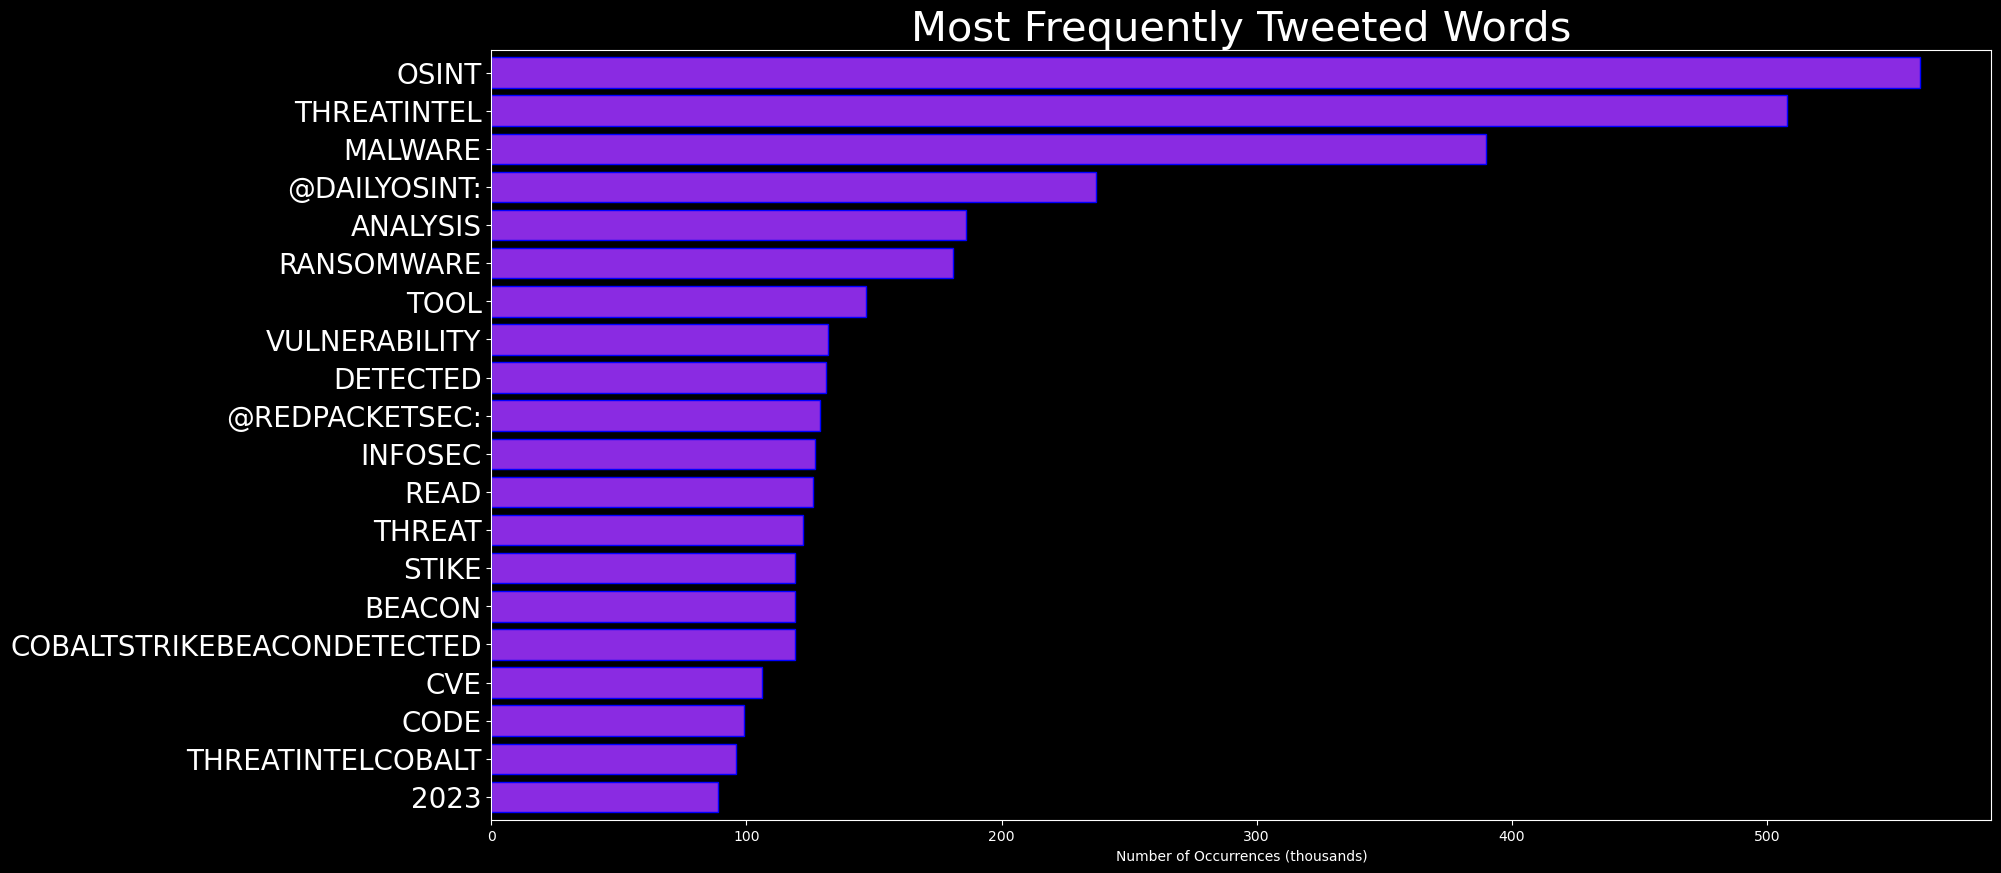 Most Frequently Tweeted Words
OSINT
THREATINTEL
MALWARE
@DAILYOSINT:
ANALYSIS
RANSOMWARE
TOOL
VULNERABILITY
DETECTED
@REDPACKETSEC:
INFOSEC
READ
THREAT
STIKE
BEACON
COBALTSTRIKEBEACONDETECTED
CVE
CODE
THREATINTELCOBALT
2023
0 100 200 300 400 500
Number of Occurrences (thousands)